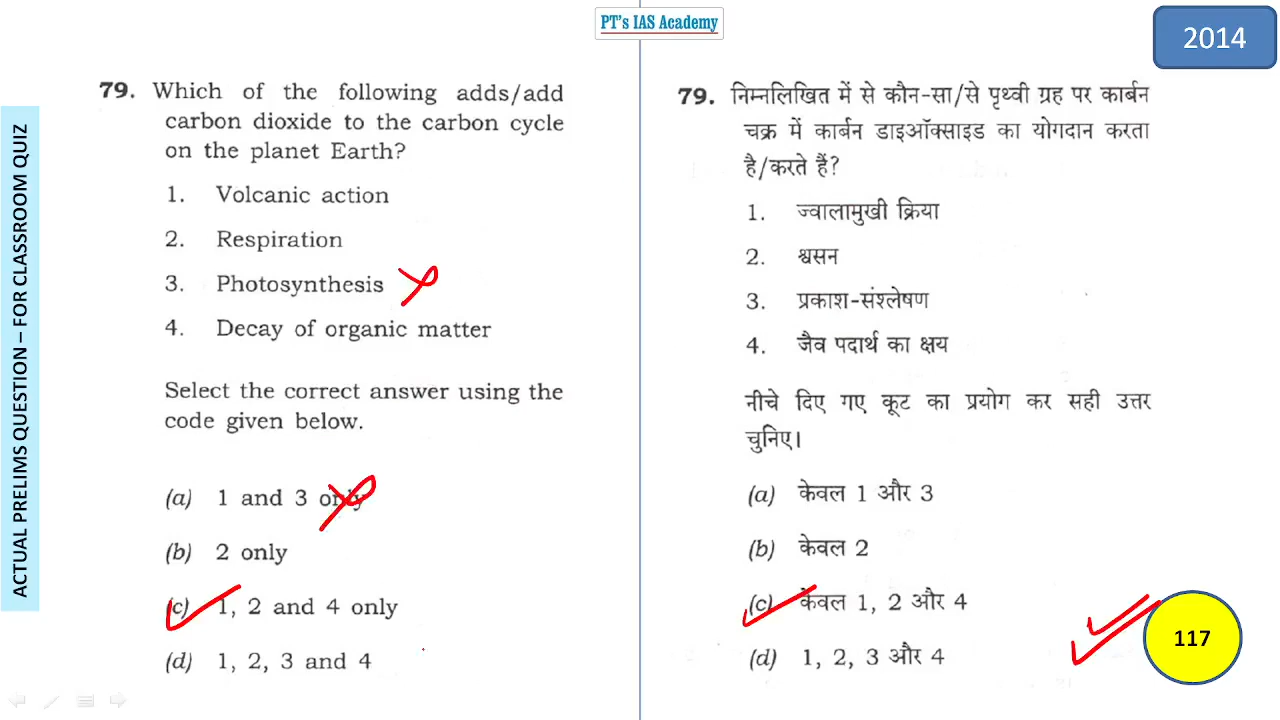 PT's IAS Academy
2014
ACTUAL PRELIMS QUESTION – FOR CLASSROOM QUIZ
79. Which of the following adds/add
carbon dioxide to the carbon cycle
on the planet Earth?
1. Volcanic action
2. Respiration
3. Photosynthesis
4. Decay of organic matter
Select the correct answer using the
code given below.
(a) 1 and 3 only
(b) 2 only
(c) 1, 2 and 4 only
(d) 1, 2, 3 and 4
79. निम्नलिखित में से कौन-सा/से पृथ्वी ग्रह पर कार्बन
चक्र में कार्बन डाइऑक्साइड का योगदान करता
है/करते हैं?
1. ज्वालामुखी क्रिया
2. श्वसन
3. प्रकाश-संश्लेषण
4. जैव पदार्थ का क्षय
नीचे दिए गए कूट का प्रयोग कर सही उत्तर
चुनिए।
(a) केवल 1 और 3
(b) केवल 2
(c) केवल 1, 2 और 4
(d) 1, 2, 3 और 4
117